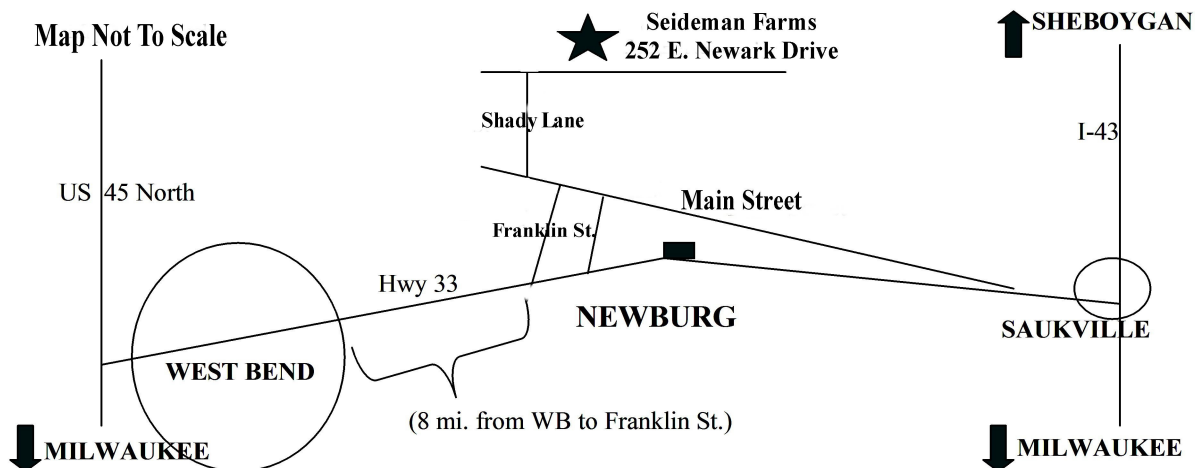 Map Not To Scale
Seideman Farms
252 E. Newark Drive
SHEBOYGAN
Shady Lane
I-43
US 45 North
Main Street
Franklin St.
Hwy 33
NEWBURG
SAUKVILLE
WEST BEND
(8 mi. from WB to Franklin St.)
MILWAUKEE
MILWAUKEE